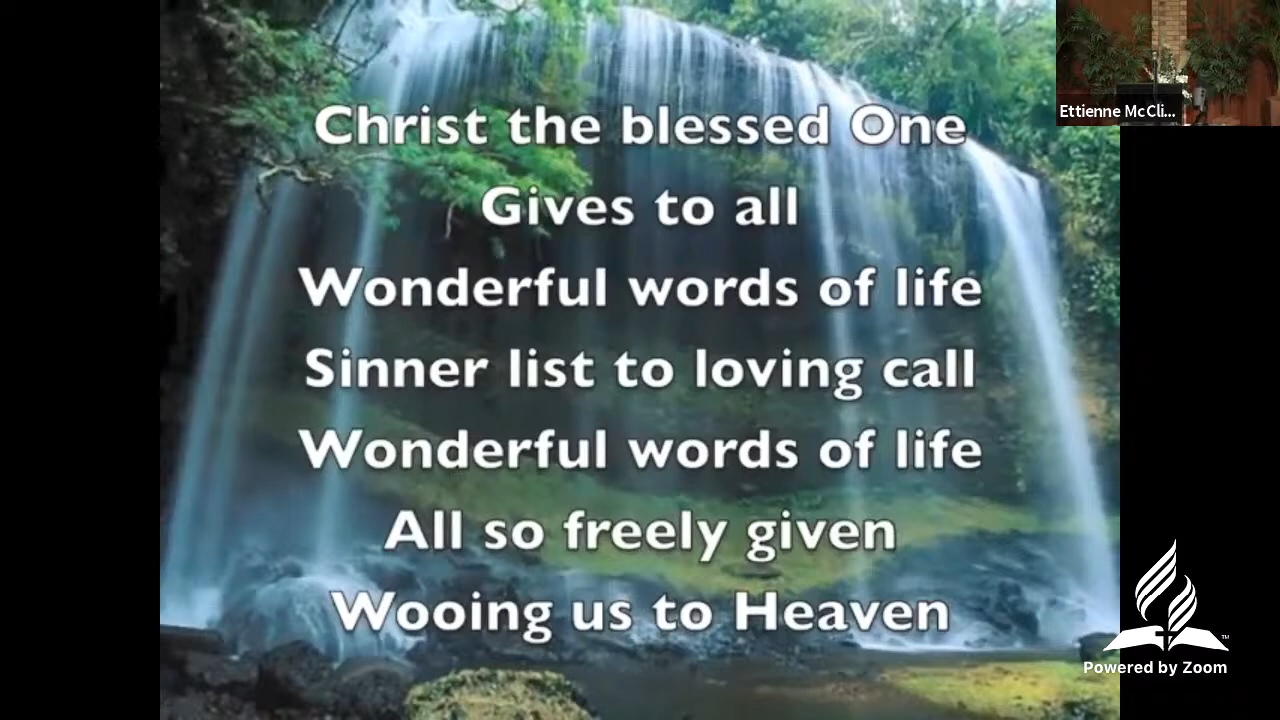 Christ the blessed One
Gives to all
Wonderful words of life
Sinner list to loving call
Wonderful words of life
All so freely given
Wooing us to Heaven
Ettienne McCli...
TM
Powered by Zoom